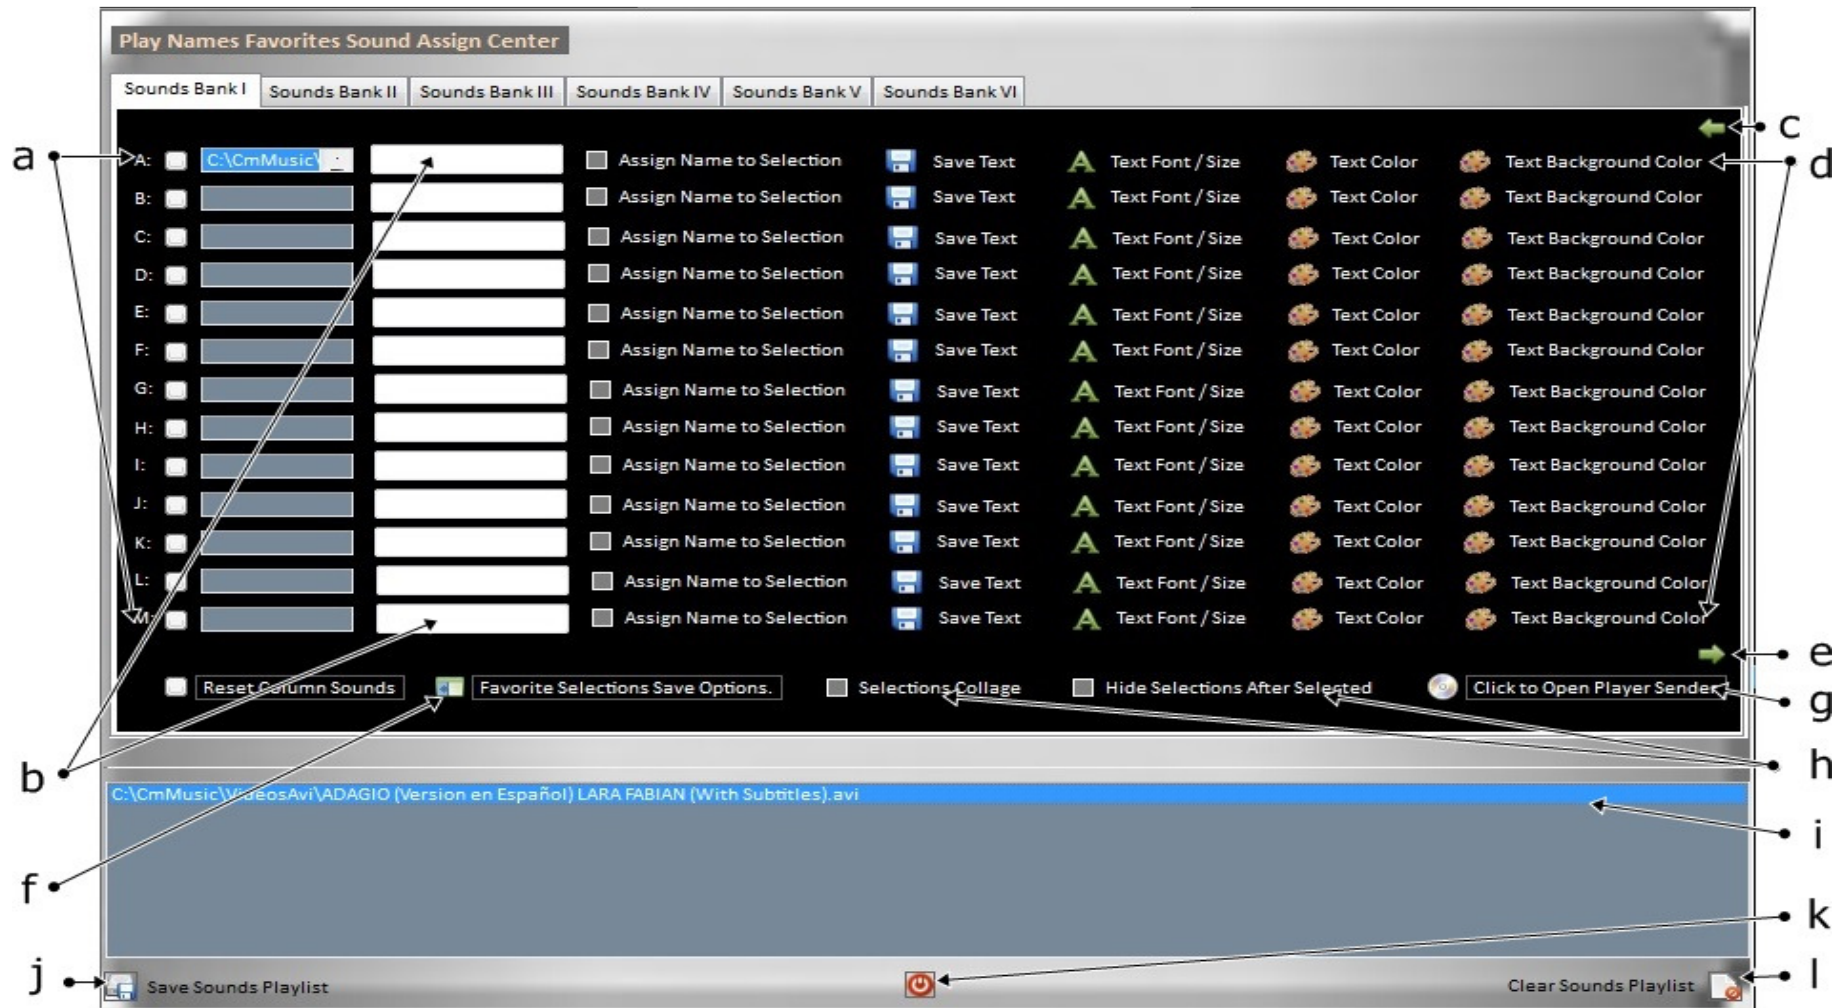 Play Names Favorites Sound Assign Center
Sounds Bank I Sounds Bank II Sounds Bank III Sounds Bank IV Sounds Bank V Sounds Bank VI
c
a A: C:\CmMusic\ Assign Name to Selection Save Text A Text Font / Size Text Color Text Background Color d
B: Assign Name to Selection Save Text A Text Font / Size Text Color Text Background Color
C: Assign Name to Selection Save Text A Text Font / Size Text Color Text Background Color
D: Assign Name to Selection Save Text A Text Font / Size Text Color Text Background Color
E: Assign Name to Selection Save Text A Text Font / Size Text Color Text Background Color
F: Assign Name to Selection Save Text A Text Font / Size Text Color Text Background Color
G: Assign Name to Selection Save Text A Text Font / Size Text Color Text Background Color
H: Assign Name to Selection Save Text A Text Font / Size Text Color Text Background Color
I: Assign Name to Selection Save Text A Text Font / Size Text Color Text Background Color
J: Assign Name to Selection Save Text A Text Font / Size Text Color Text Background Color
K: Assign Name to Selection Save Text A Text Font / Size Text Color Text Background Color
L: Assign Name to Selection Save Text A Text Font / Size Text Color Text Background Color
M: Assign Name to Selection Save Text A Text Font / Size Text Color Text Background Color
e
Reset Column Sounds Favorite Selections Save Options. Selections Collage Hide Selections After Selected Click to Open Player Sender g
b h
C:\CmMusic\VideosAvi\ADAGIO (Version en Español) LARA FABIAN (With Subtitles).avi
i
f
k
j Save Sounds Playlist Clear Sounds Playlist l